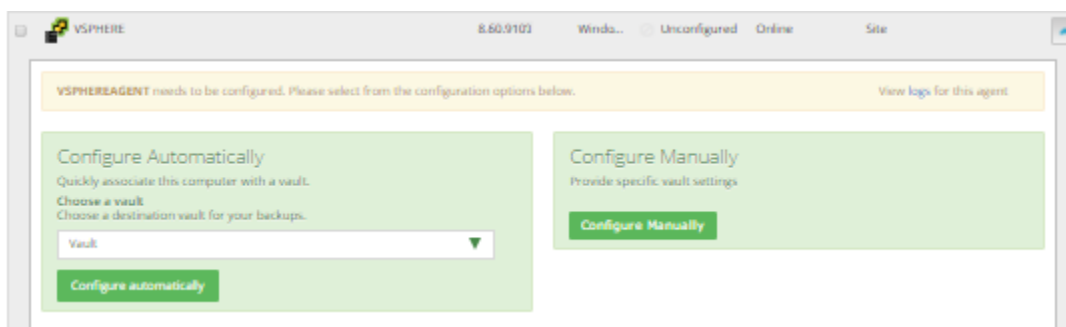 VSPHERE 8.60.9103 Windo... Unconfigured Online Site
VSPHEREAGENT needs to be configured. Please select from the configuration options below. View logs for this agent
Configure Automatically
Quickly associate this computer with a vault.
Choose a vault
Choose a destination vault for your backups.
Vault
Configure automatically
Configure Manually
Provide specific vault settings
Configure Manually